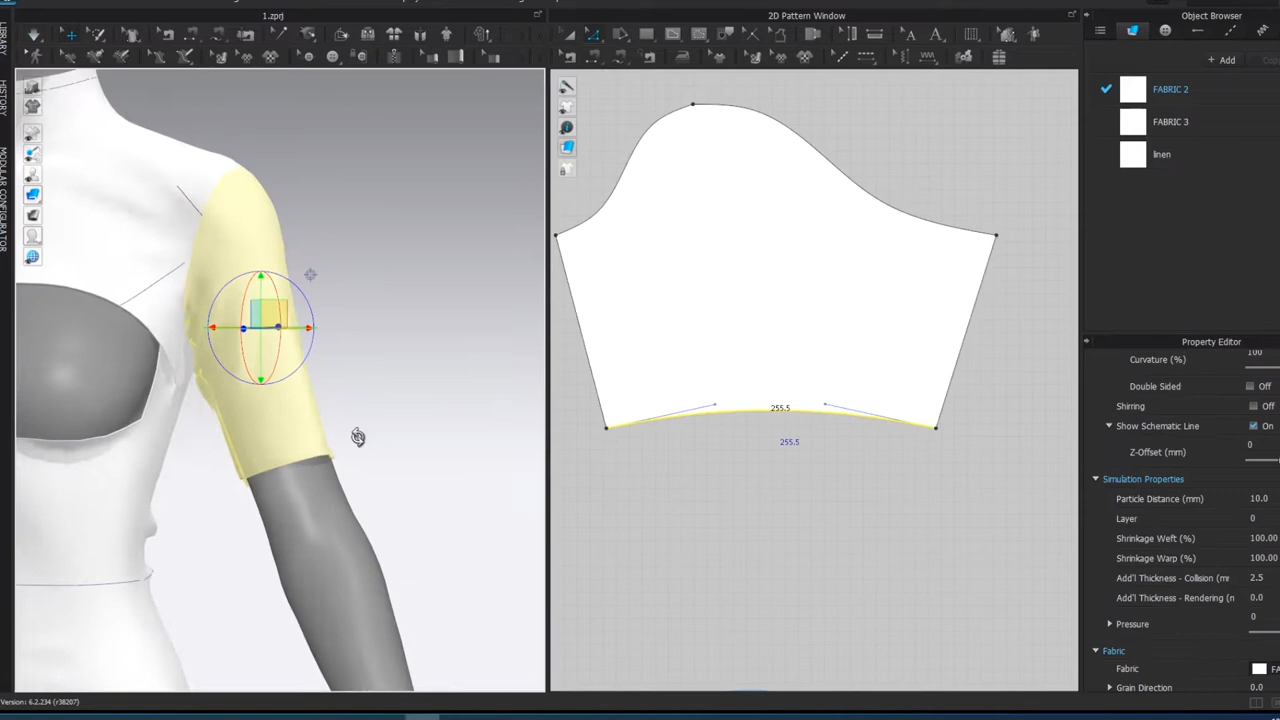 1.zprj
2D Pattern Window
Object Browser
LIBRARY
HISTORY
MODULAR CONFIGURATOR
+ Add
FABRIC 2
FABRIC 3
linen
255.5
255.5
Property Editor
Curvature (%)
100
Double Sided
Off
Shirring
Off
Show Schematic Line
On
Z-Offset (mm)
0
Simulation Properties
Particle Distance (mm)
10.0
Layer
0
Shrinkage Weft (%)
100.00
Shrinkage Warp (%)
100.00
Add'l Thickness - Collision (mr
2.5
Add'l Thickness - Rendering (n
0.0
Pressure
0
Fabric
Fabric
FA
Grain Direction
0.0
Version: 6.2.234 (r38207)